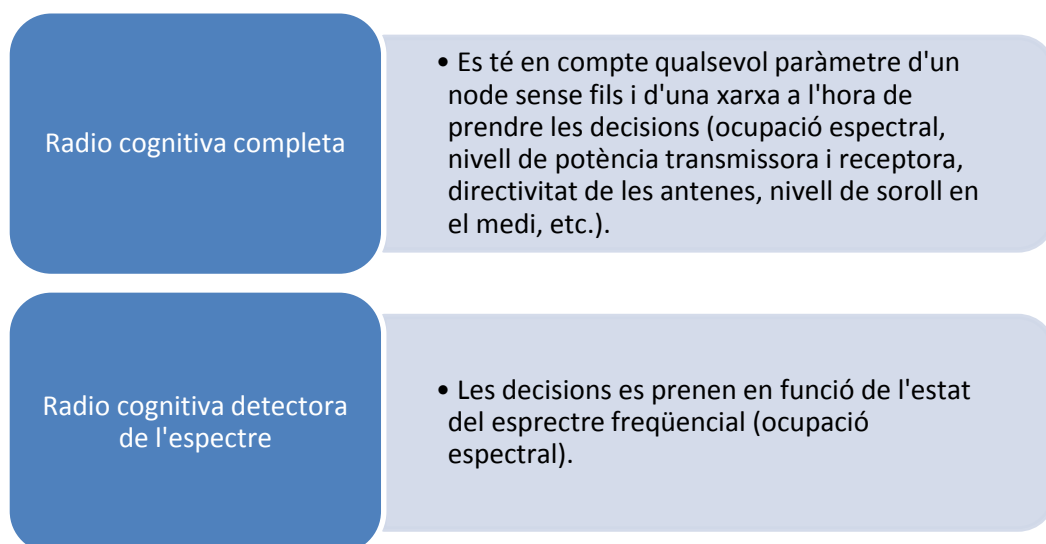 Radio cognitiva completa
• Es té en compte qualsevol paràmetre d'un
node sense fils i d'una xarxa a l'hora de
prendre les decisions (ocupació espectral,
nivell de potència transmissora i receptora,
directivitat de les antenes, nivell de soroll en
el medi, etc.).
Radio cognitiva detectora
de l'espectre
• Les decisions es prenen en funció de l'estat
del esprectre freqüencial (ocupació
espectral).